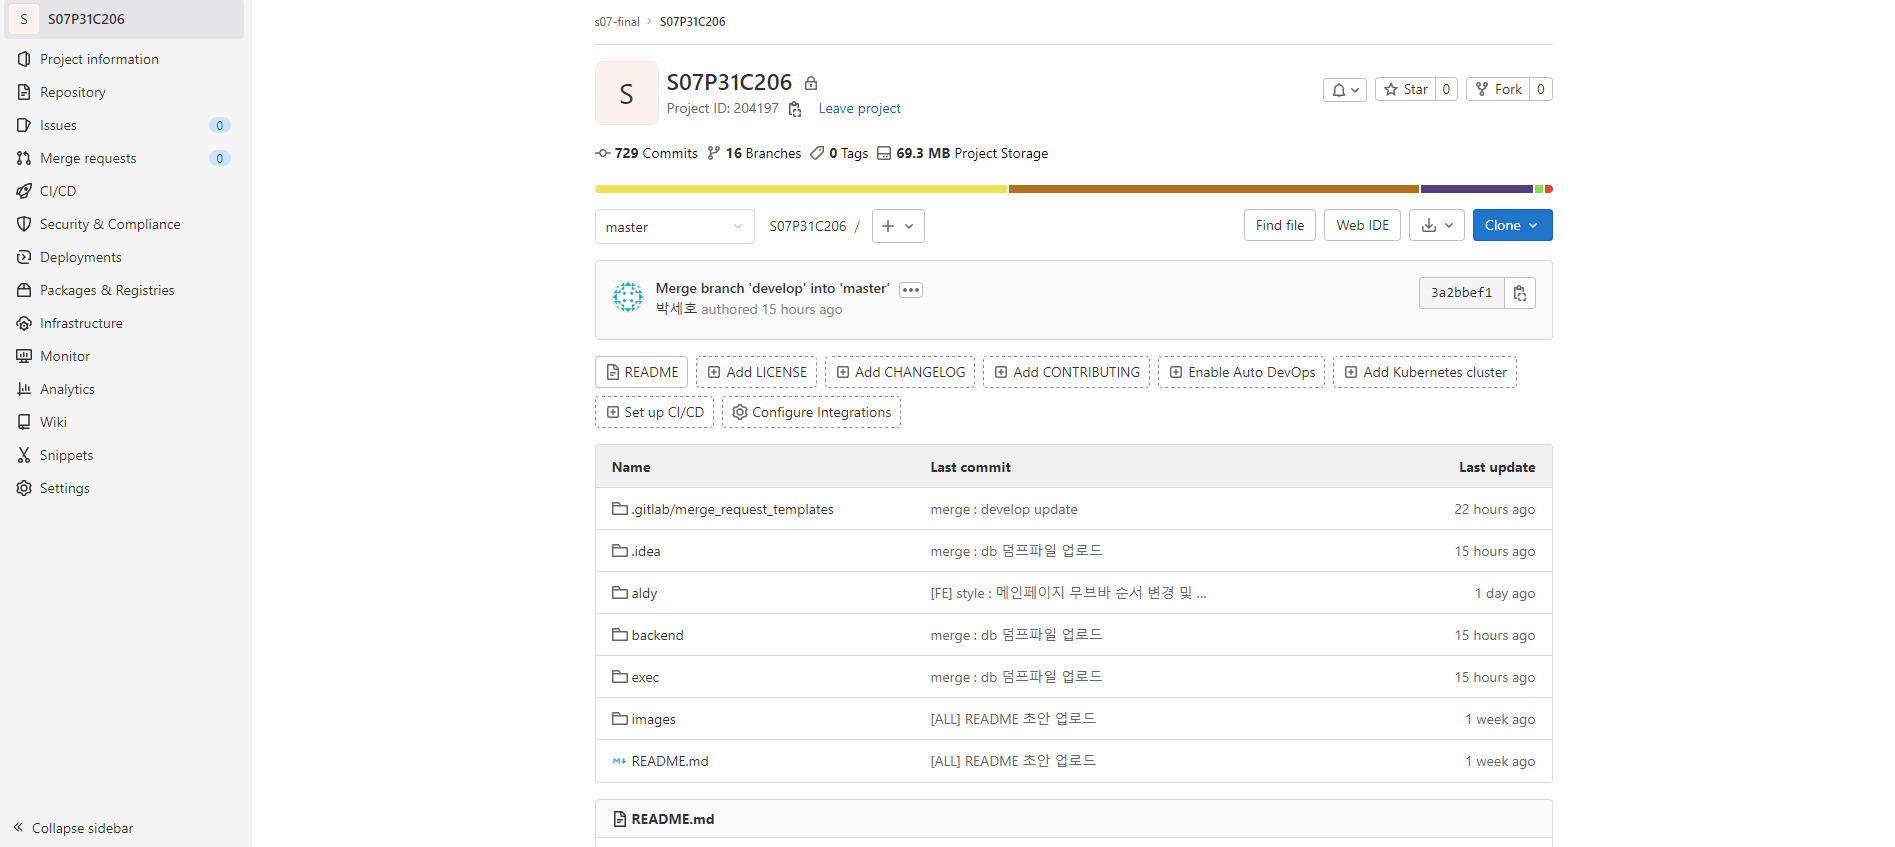 S S07P31C206
Project information
Repository
Issues 0
Merge requests 0
CI/CD
Security & Compliance
Deployments
Packages & Registries
Infrastructure
Monitor
Analytics
Wiki
Snippets
Settings
Collapse sidebar
s07-final › S07P31C206
S
S07P31C206
Project ID: 204197 Leave project
Star 0 Fork 0
729 Commits 16 Branches 0 Tags 69.3 MB Project Storage
master S07P31C206 / + Find file Web IDE Clone
Merge branch 'develop' into 'master' •••
박세호 authored 15 hours ago
3a2bbef1
README Add LICENSE Add CHANGELOG Add CONTRIBUTING Enable Auto DevOps Add Kubernetes cluster
Set up CI/CD Configure Integrations
Name Last commit Last update
.gitlab/merge_request_templates merge : develop update 22 hours ago
.idea merge : db 덤프파일 업로드 15 hours ago
aldy [FE] style : 메인페이지 무브바 순서 변경 및 ... 1 day ago
backend merge : db 덤프파일 업로드 15 hours ago
exec merge : db 덤프파일 업로드 15 hours ago
images [ALL] README 초안 업로드 1 week ago
README.md [ALL] README 초안 업로드 1 week ago
README.md